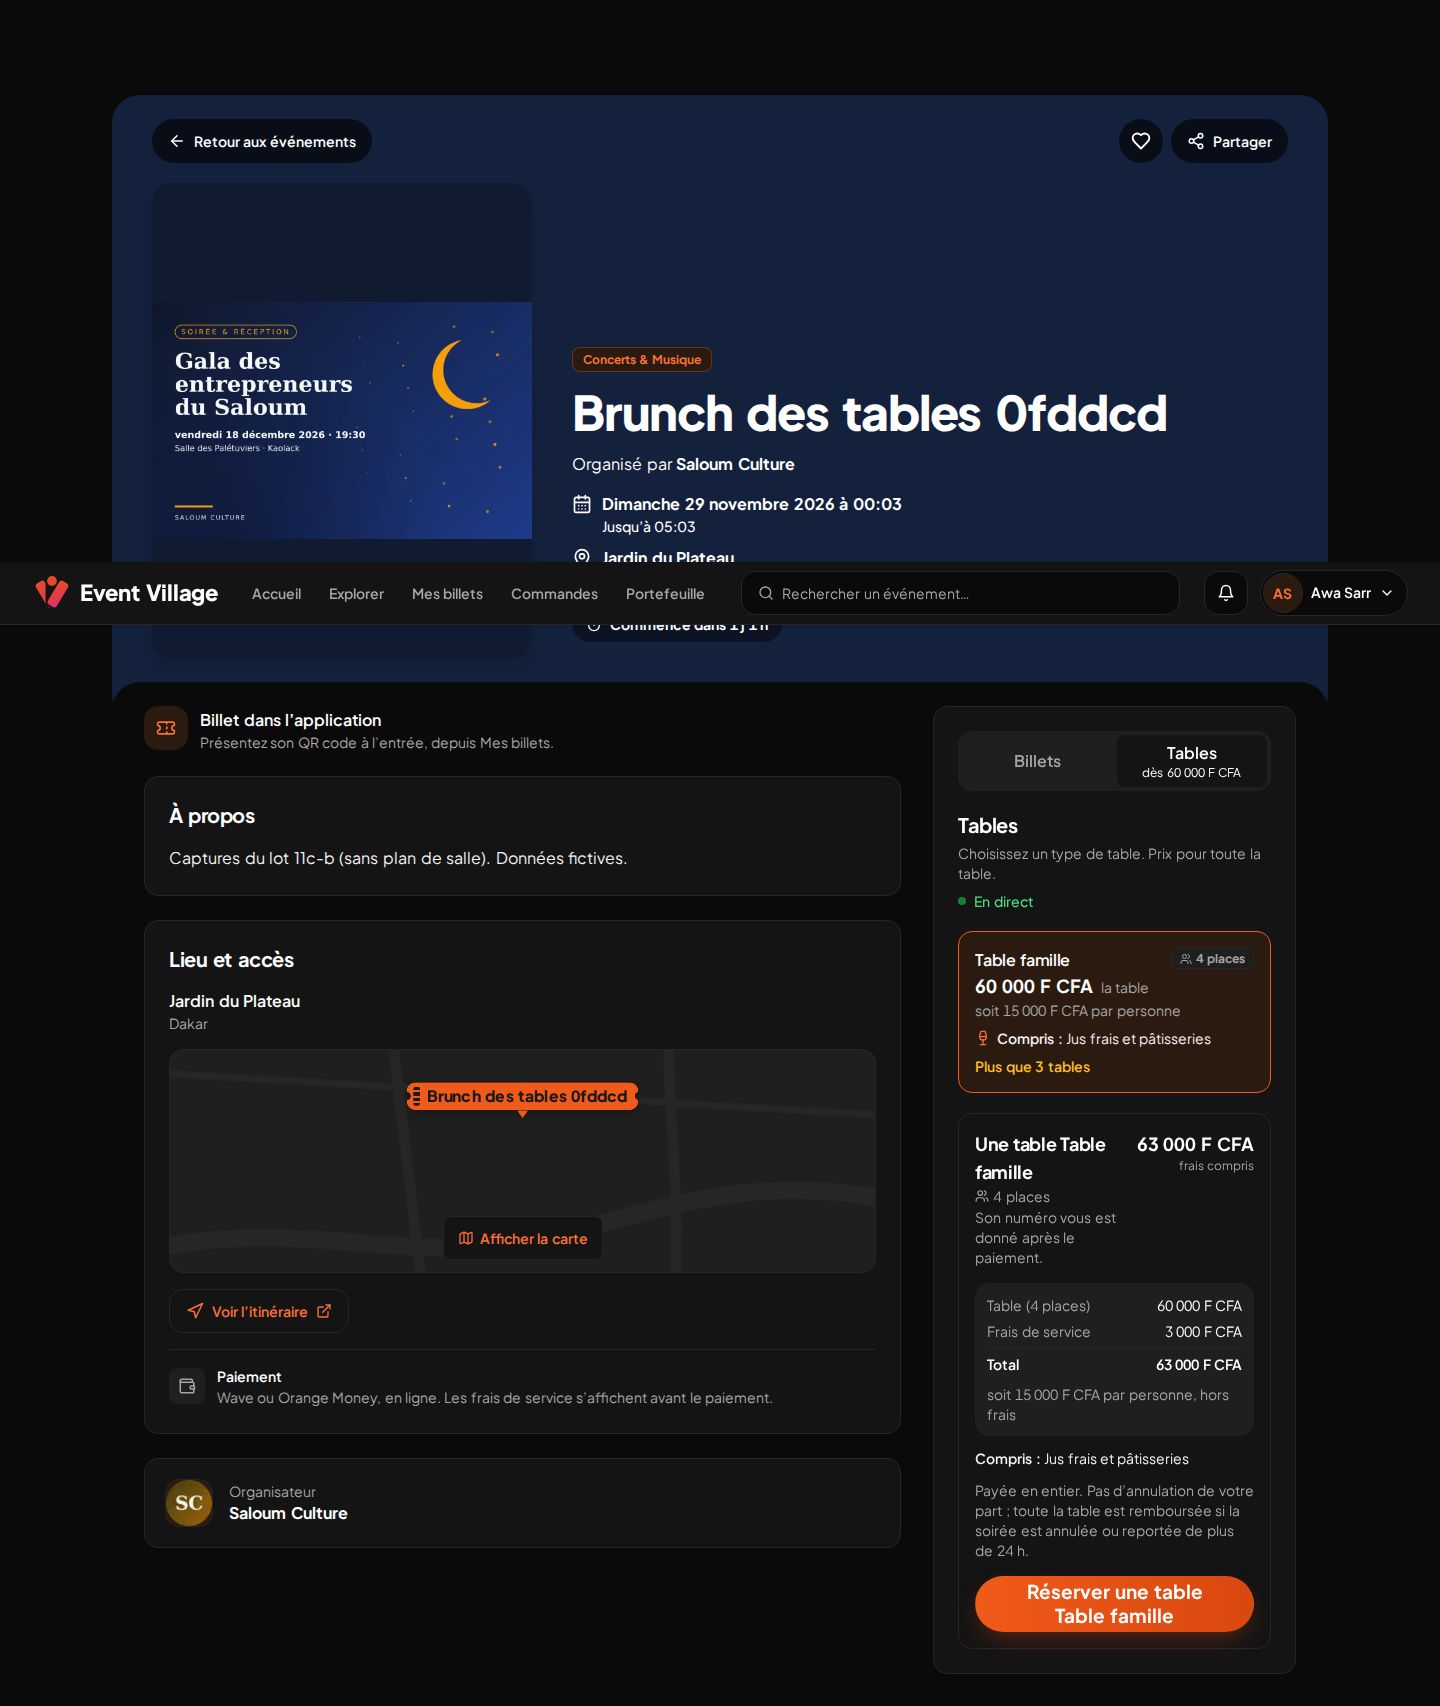 Retour aux événements
Partager
SOIRÉE & RÉCEPTION
Gala des
entrepreneurs
du Saloum
vendredi 18 décembre 2026 · 19:30
Salle des Palétuviers · Kaolack
SALOUM CULTURE
Concerts & Musique
Brunch des tables 0fddcd
Organisé par Saloum Culture
Dimanche 29 novembre 2026 à 00:03
Jusqu’à 05:03
Jardin du Plateau
Event Village
Accueil
Explorer
Mes billets
Commandes
Portefeuille
Rechercher un événement...
AS
Awa Sarr
Commence dans 1 j 1 h
Billet dans l’application
Présentez son QR code à l’entrée, depuis Mes billets.
À propos
Captures du lot 11c-b (sans plan de salle). Données fictives.
Lieu et accès
Jardin du Plateau
Dakar
Brunch des tables 0fddcd
Afficher la carte
Voir l’itinéraire
Paiement
Wave ou Orange Money, en ligne. Les frais de service s’affichent avant le paiement.
SC
Organisateur
Saloum Culture
Billets
Tables
dès 60 000 F CFA
Tables
Choisissez un type de table. Prix pour toute la
table.
En direct
Table famille
4 places
60 000 F CFA la table
soit 15 000 F CFA par personne
Compris : Jus frais et pâtisseries
Plus que 3 tables
Une table Table
famille
63 000 F CFA
frais compris
4 places
Son numéro vous est
donné après le
paiement.
Table (4 places) 60 000 F CFA
Frais de service 3 000 F CFA
Total 63 000 F CFA
soit 15 000 F CFA par personne, hors
frais
Compris : Jus frais et pâtisseries
Payée en entier. Pas d’annulation de votre
part ; toute la table est remboursée si la
soirée est annulée ou reportée de plus
de 24 h.
Réserver une table
Table famille